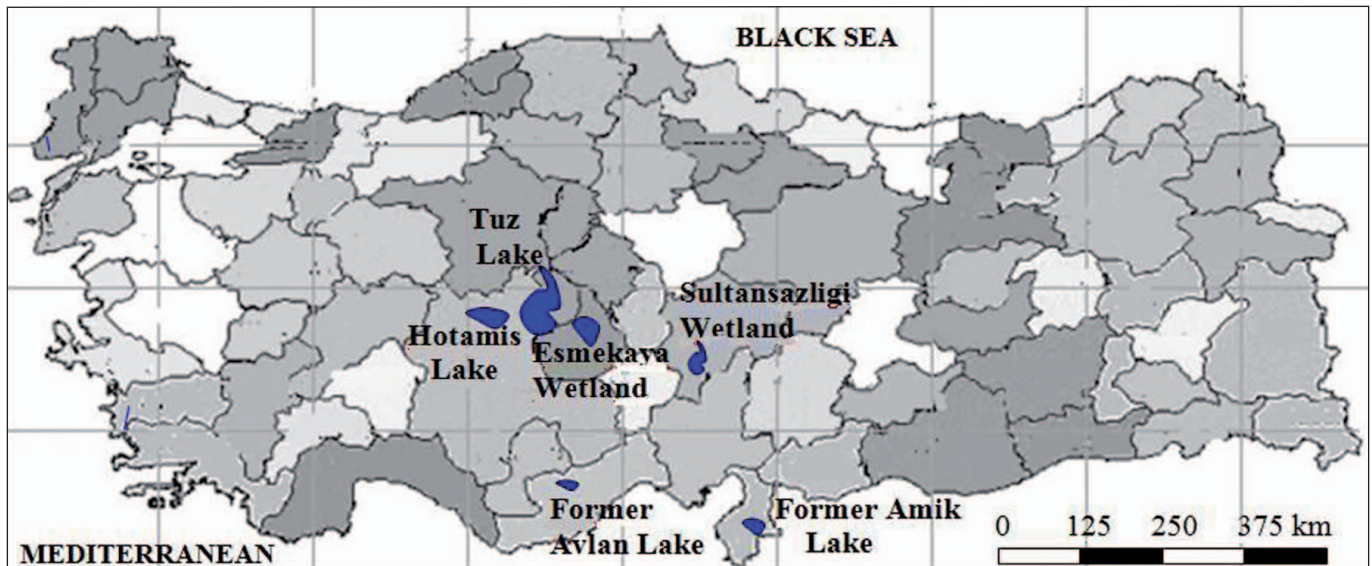 BLACK SEA
Tuz
Lake
Sultansazligi
Wetland
Hotamis
Lake
Esmekaya
Wetland
Former
Avlan Lake
Former Amik
Lake
0 125 250 375 km
MEDITERRANEAN